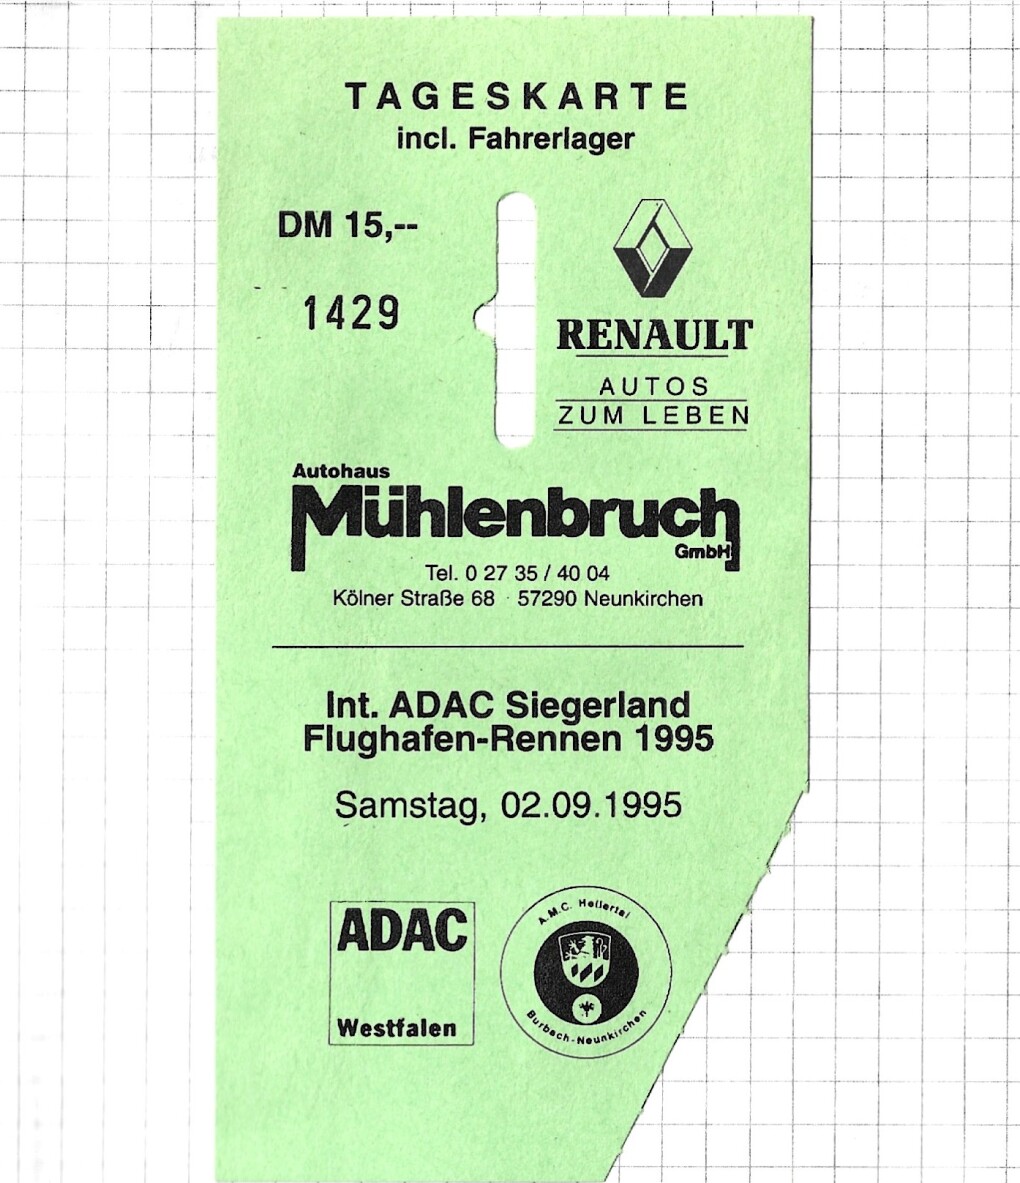 TAGESKARTE
incl. Fahrerlager
DM 15,--
1429
RENAULT
AUTOS
ZUM LEBEN
Autohaus
Mühlenbruch
GmbH
Tel. 0 27 35 / 40 04
Kölner Straße 68 · 57290 Neunkirchen
Int. ADAC Siegerland
Flughafen-Rennen 1995
Samstag, 02.09.1995
ADAC
Westfalen
A.M.C. Hellertal
Burbach-Neunkirchen